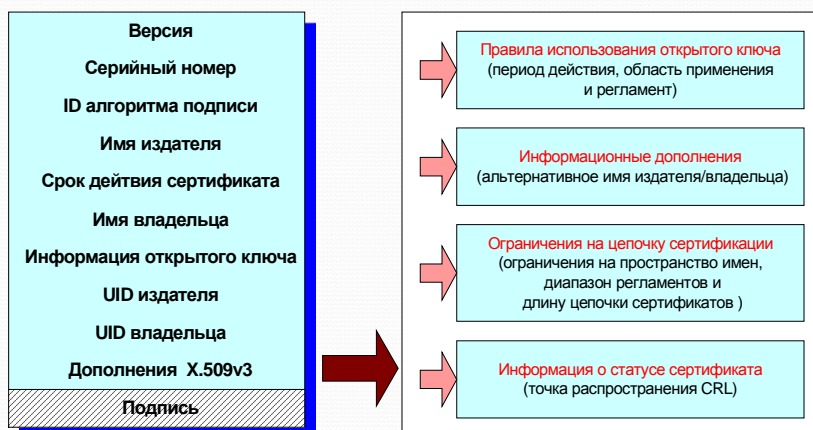 Версия
Серийный номер
ID алгоритма подписи
Имя издателя
Срок дейтвия сертификата
Имя владельца
Информация открытого ключа
UID издателя
UID владельца
Дополнения X.509v3
Подпись
Правила использования открытого ключа
(период действия, область применения
и регламент)
Информационные дополнения
(альтернативное имя издателя/владельца)
Ограничения на цепочку сертификации
(ограничения на пространство имен,
диапазон регламентов и
длину цепочки сертификатов )
Информация о статусе сертификата
(точка распространения CRL)